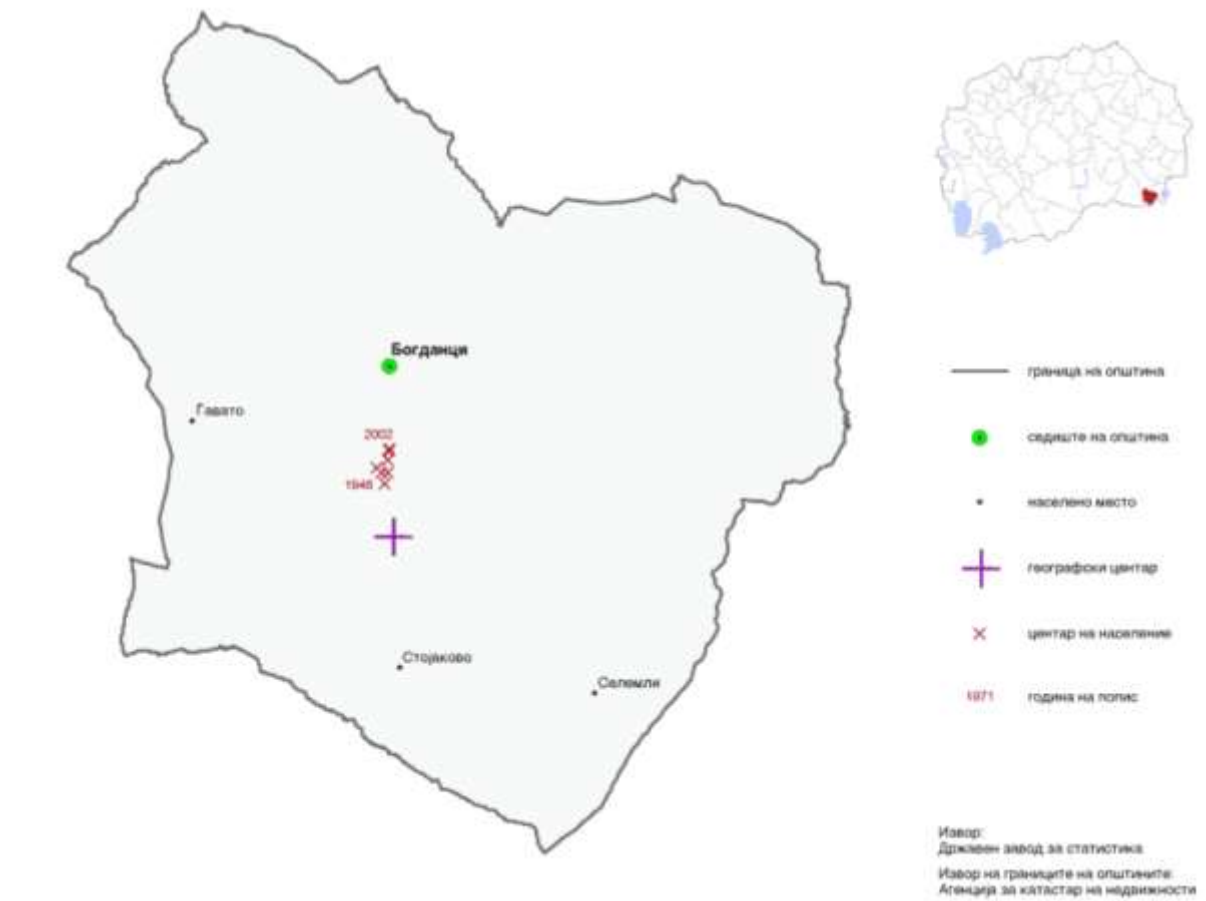 Богданци
Гавато
2002
1948
Стојаково
Селемли
граница на општина
седиште на општина
населено место
географски центар
центар на население
1971
година на попис
Извор:
Државен завод за статистика
Извор на границите на општините:
Агенција за катастар на недвижности